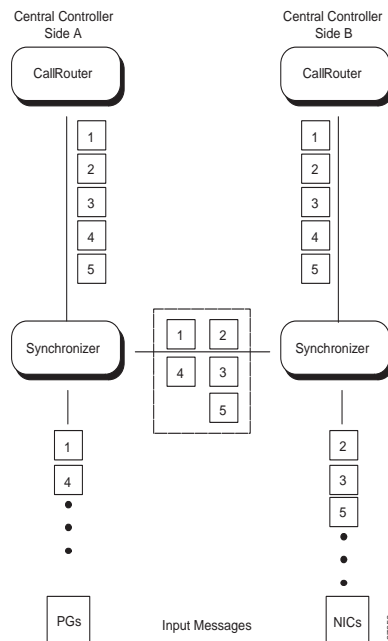 Central Controller
Side A
Central Controller
Side B
CallRouter
CallRouter
1
2
3
4
5
1
2
3
4
5
Synchronizer
1 2
4 3
5
Synchronizer
1
4
2
3
5
PGs
Input Messages
NICs